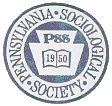 PENNSYLVANIA · SOCIOLOGICAL · SOCIETY ·
PSS
1950